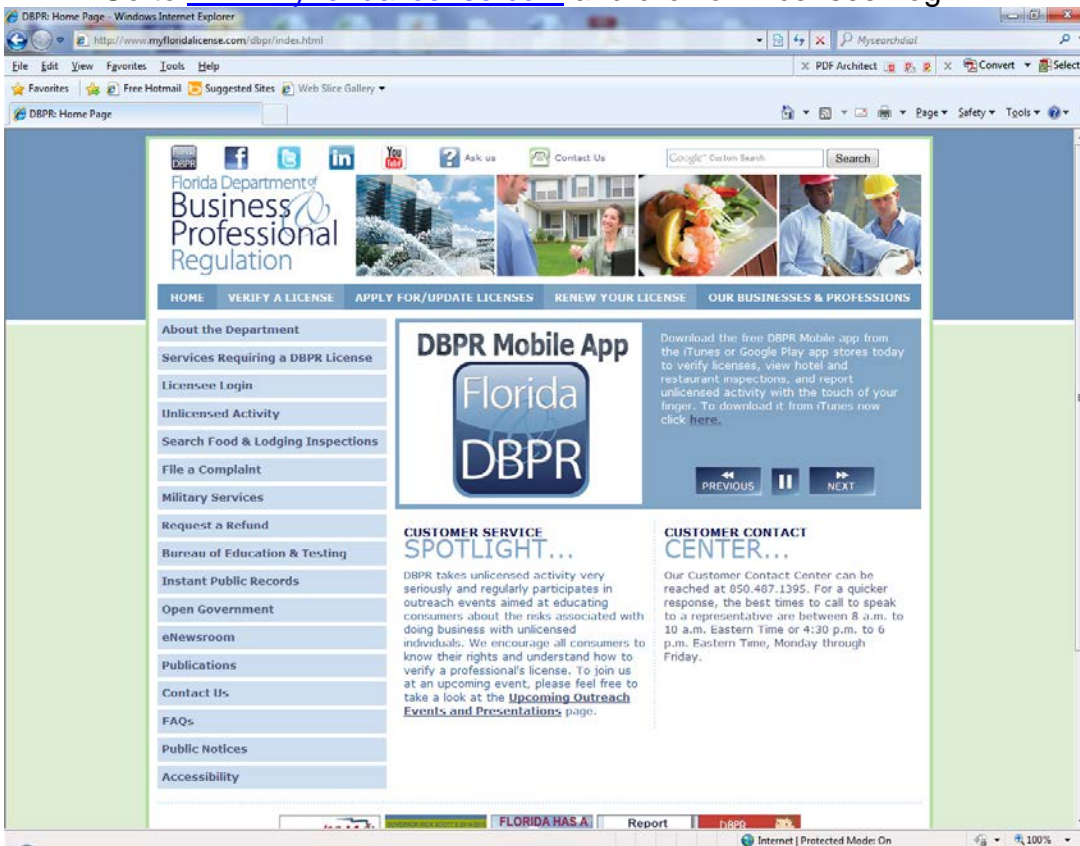 DBPR: Home Page - Windows Internet Explorer
http://www.myfloridalicense.com/dbpr/index.html
Mysearchdial
File Edit View Favorites Tools Help
X PDF Architect
X Convert Select
Favorites Free Hotmail Suggested Sites Web Slice Gallery
DBPR: Home Page
Page Safety Tools
DBPR
You Tube
Ask us
Contact Us
Google™ Custom Search
Search
Florida Department of
Business &
Professional
Regulation
HOME VERIFY A LICENSE APPLY FOR/UPDATE LICENSES RENEW YOUR LICENSE OUR BUSINESSES & PROFESSIONS
About the Department
Services Requiring a DBPR License
Licensee Login
Unlicensed Activity
Search Food & Lodging Inspections
File a Complaint
Military Services
Request a Refund
Bureau of Education & Testing
Instant Public Records
Open Government
eNewsroom
Publications
Contact Us
FAQs
Public Notices
Accessibility
DBPR Mobile App
Florida
&
DBPR
Download the free DBPR Mobile app from
the iTunes or Google Play app stores today
to verify licenses, view hotel and
restaurant inspections, and report
unlicensed activity with the touch of your
finger. To download it from iTunes now
click here.
PREVIOUS
NEXT
CUSTOMER SERVICE
SPOTLIGHT...
DBPR takes unlicensed activity very
seriously and regularly participates in
outreach events aimed at educating
consumers about the risks associated with
doing business with unlicensed
individuals. We encourage all consumers to
know their rights and understand how to
verify a professional's license. To join us
at an upcoming event, please feel free to
take a look at the Upcoming Outreach
Events and Presentations page.
CUSTOMER CONTACT
CENTER...
Our Customer Contact Center can be
reached at 850.487.1395. For a quicker
response, the best times to call to speak
to a representative are between 8 a.m. to
10 a.m. Eastern Time or 4:30 p.m. to 6
p.m. Eastern Time, Monday through
Friday.
FLORIDA HAS A
Report
DBPR
Internet | Protected Mode: On
100%